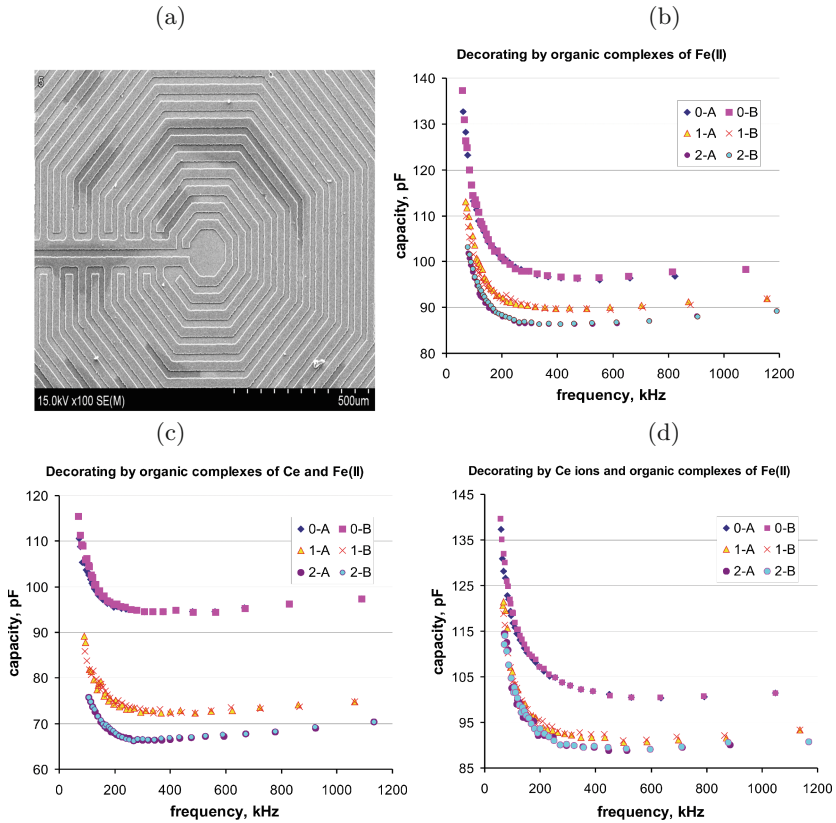 (a)
(b)
5
15.0kV x100 SE(M)
500um
Decorating by organic complexes of Fe(II)
140
130
120
110
100
90
80
capacity, pF
0-A 0-B
1-A 1-B
2-A 2-B
0 200 400 600 800 1000 1200
frequency, kHz
(c)
(d)
Decorating by organic complexes of Ce and Fe(II)
120
110
100
90
80
70
60
capacity, pF
0-A 0-B
1-A 1-B
2-A 2-B
0 200 400 600 800 1000 1200
frequency, kHz
Decorating by Ce ions and organic complexes of Fe(II)
145
135
125
115
105
95
85
capacity, pF
0-A 0-B
1-A 1-B
2-A 2-B
0 200 400 600 800 1000 1200
frequency, kHz